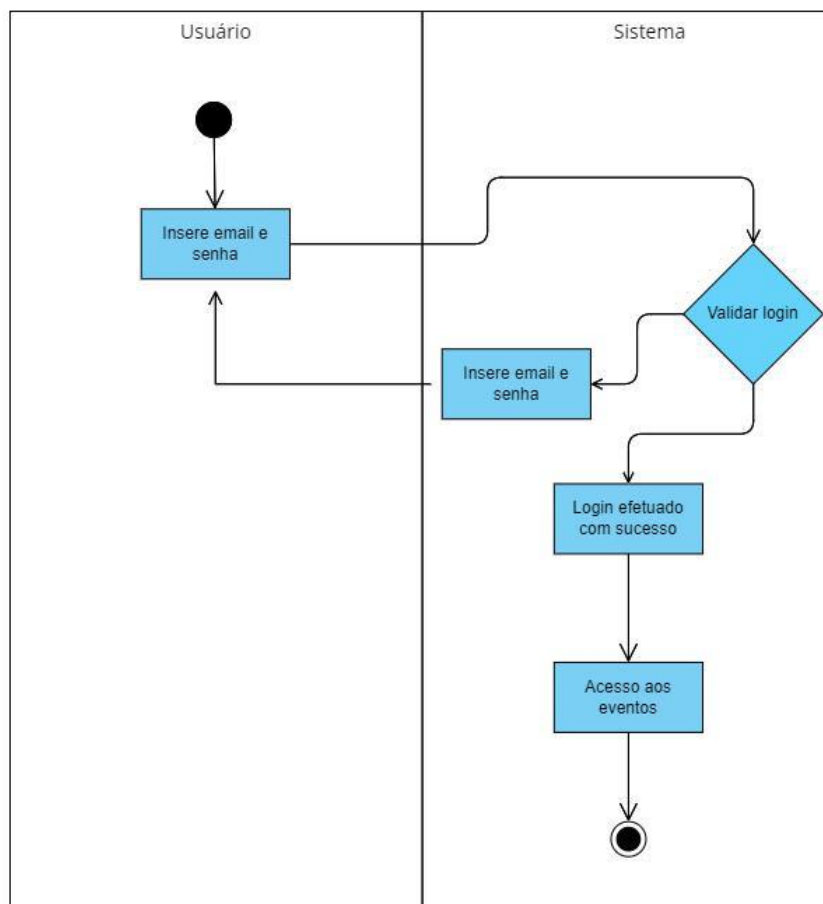 Usuário
Sistema
Insere email e
senha
Validar login
Insere email e
senha
Login efetuado
com sucesso
Acesso aos
eventos